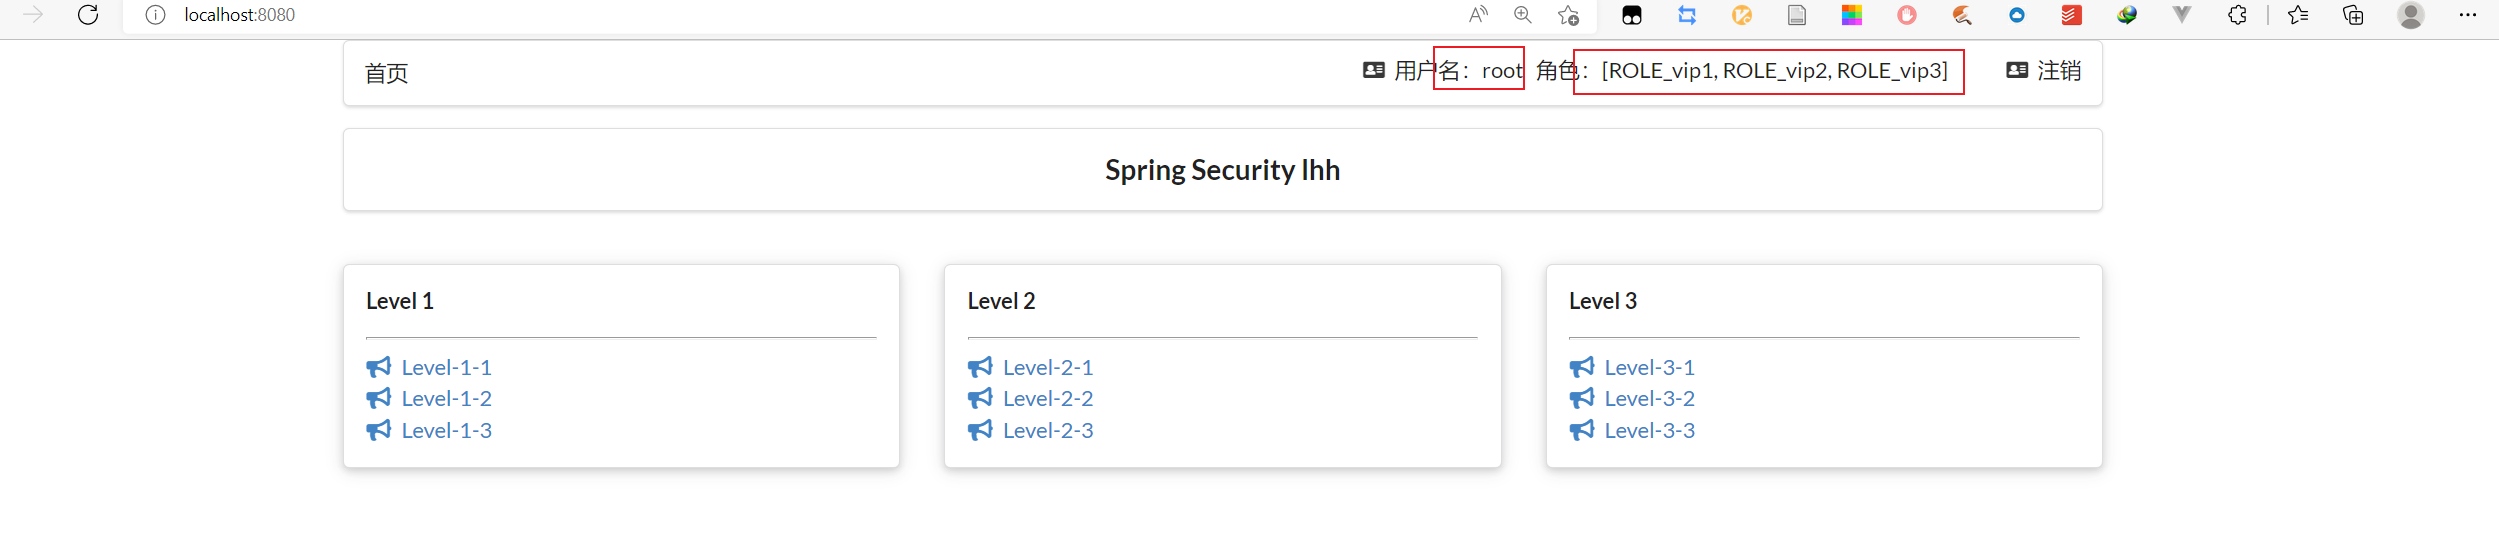 localhost:8080
首页 用户名：root 角色：[ROLE_vip1, ROLE_vip2, ROLE_vip3] 注销
Spring Security lhh
Level 1
Level-1-1
Level-1-2
Level-1-3
Level 2
Level-2-1
Level-2-2
Level-2-3
Level 3
Level-3-1
Level-3-2
Level-3-3